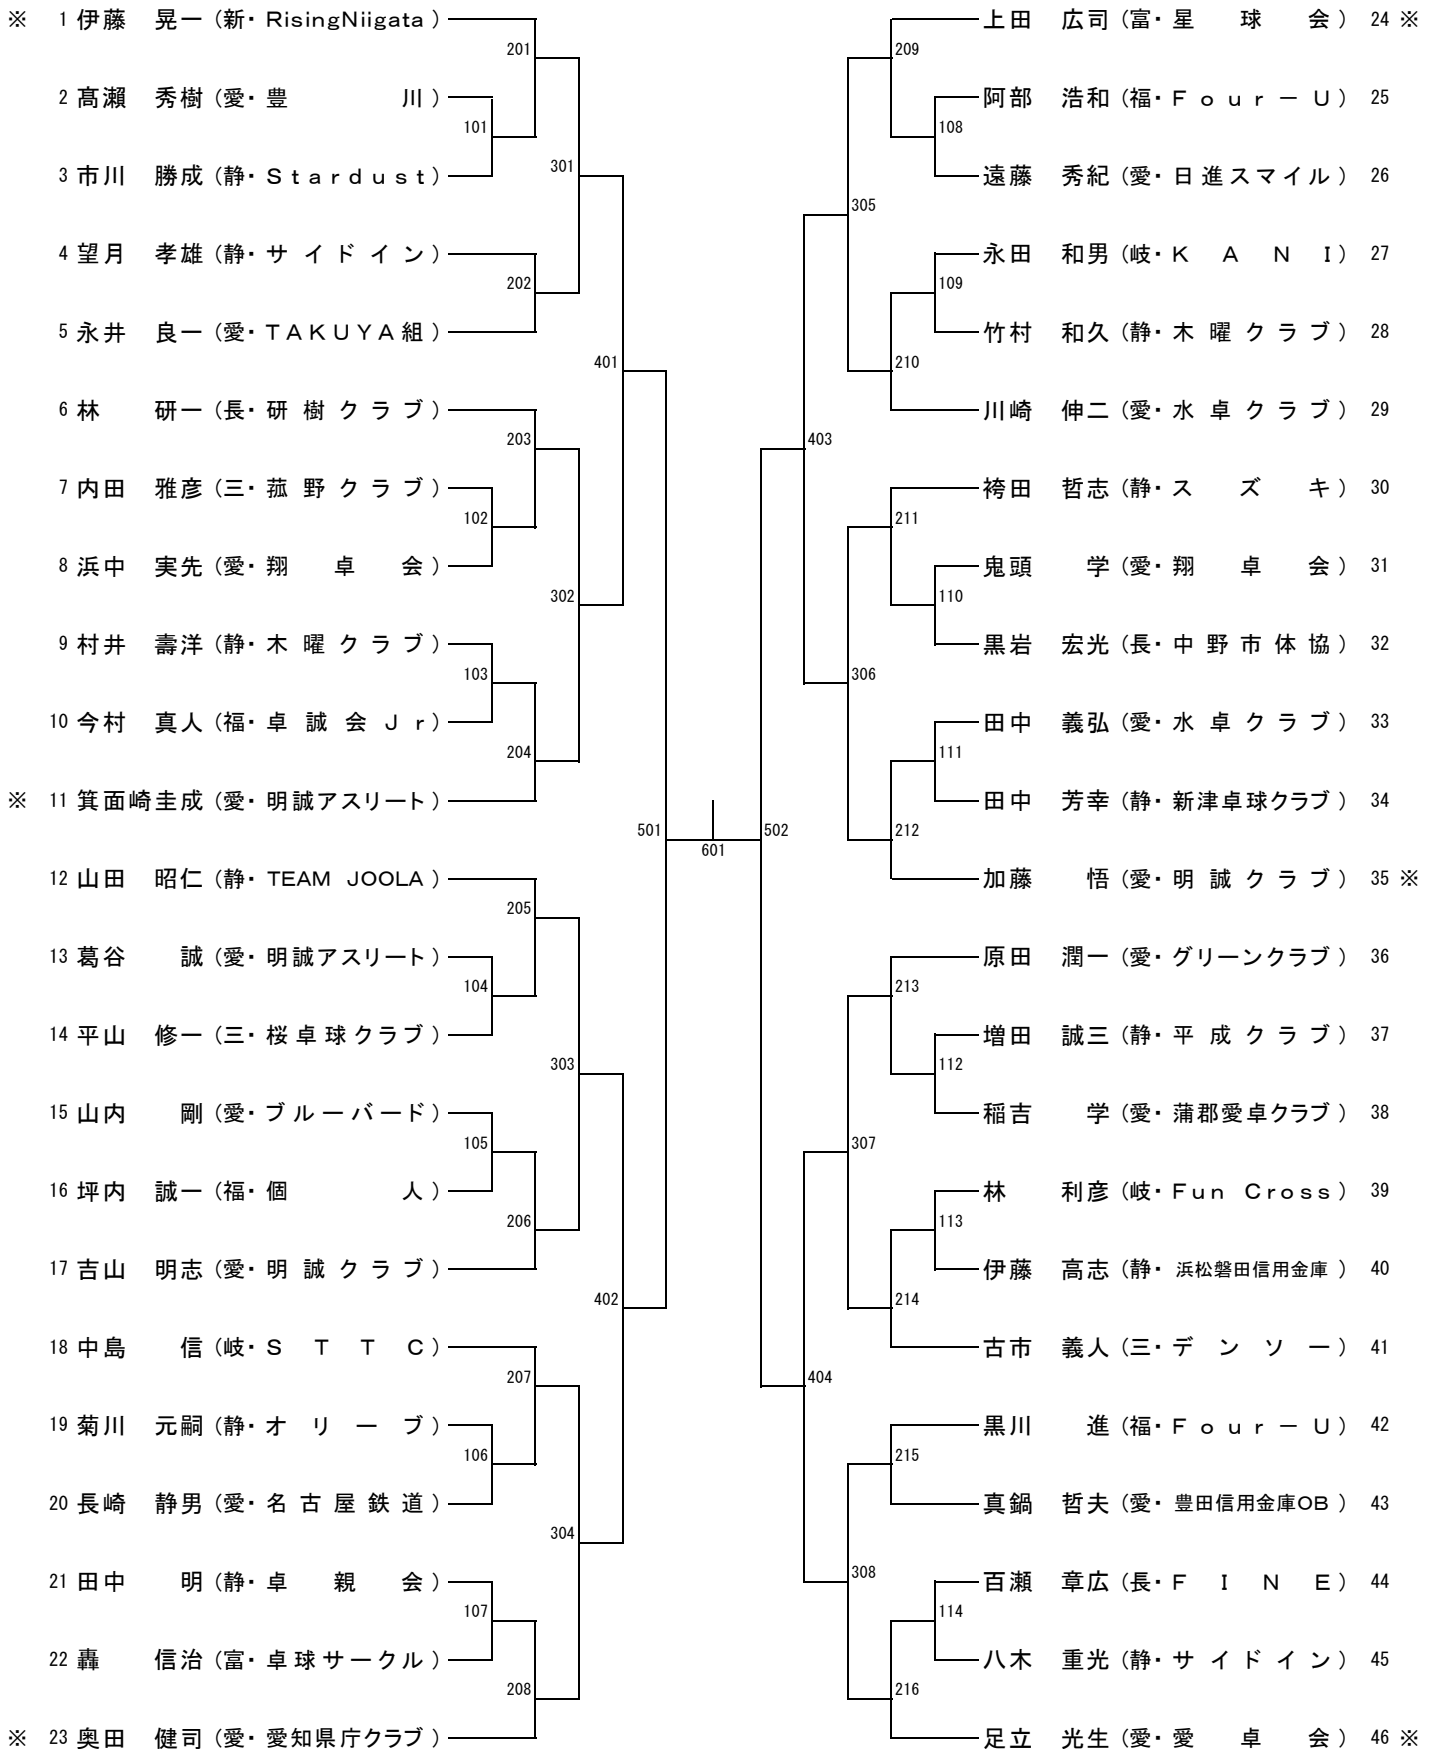 ※ 1 伊藤 晃一 (新・RisingNiigata)
201
2 髙瀬 秀樹 (愛・豊川)
101
3 市川 勝成 (静・Stardust)
301
4 望月 孝雄 (静・サイドイン)
202
5 永井 良一 (愛・TAKUYA組)
401
6 林 研一 (長・研樹クラブ)
203
7 内田 雅彦 (三・菰野クラブ)
102
8 浜中 実先 (愛・翔卓会)
302
9 村井 壽洋 (静・木曜クラブ)
103
10 今村 真人 (福・卓誠会Jr)
204
※ 11 箕面崎圭成 (愛・明誠アスリート)
501
601
12 山田 昭仁 (静・TEAM JOOLA)
205
13 葛谷 誠 (愛・明誠アスリート)
104
14 平山 修一 (三・桜卓球クラブ)
303
15 山内 剛 (愛・ブルーバード)
105
16 坪内 誠一 (福・個人)
206
17 吉山 明志 (愛・明誠クラブ)
402
18 中島 信 (岐・STTC)
207
19 菊川 元嗣 (静・オリーブ)
106
20 長崎 静男 (愛・名古屋鉄道)
304
21 田中 明 (静・卓親会)
107
22 轟 信治 (富・卓球サークル)
208
※ 23 奥田 健司 (愛・愛知県庁クラブ)
上田 広司 (富・星球会) 24 ※
209
阿部 浩和 (福・Four－U) 25
108
遠藤 秀紀 (愛・日進スマイル) 26
305
永田 和男 (岐・KANI) 27
109
竹村 和久 (静・木曜クラブ) 28
210
川崎 伸二 (愛・水卓クラブ) 29
403
袴田 哲志 (静・スズキ) 30
211
鬼頭 学 (愛・翔卓会) 31
110
黒岩 宏光 (長・中野市体協) 32
306
田中 義弘 (愛・水卓クラブ) 33
111
田中 芳幸 (静・新津卓球クラブ) 34
502
212
加藤 悟 (愛・明誠クラブ) 35 ※
原田 潤一 (愛・グリーンクラブ) 36
213
増田 誠三 (静・平成クラブ) 37
112
稲吉 学 (愛・蒲郡愛卓クラブ) 38
307
林 利彦 (岐・Fun Cross) 39
113
伊藤 高志 (静・浜松磐田信用金庫) 40
214
古市 義人 (三・デンソー) 41
404
黒川 進 (福・Four－U) 42
215
真鍋 哲夫 (愛・豊田信用金庫OB) 43
308
百瀬 章広 (長・FINE) 44
114
八木 重光 (静・サイドイン) 45
216
足立 光生 (愛・愛卓会) 46 ※